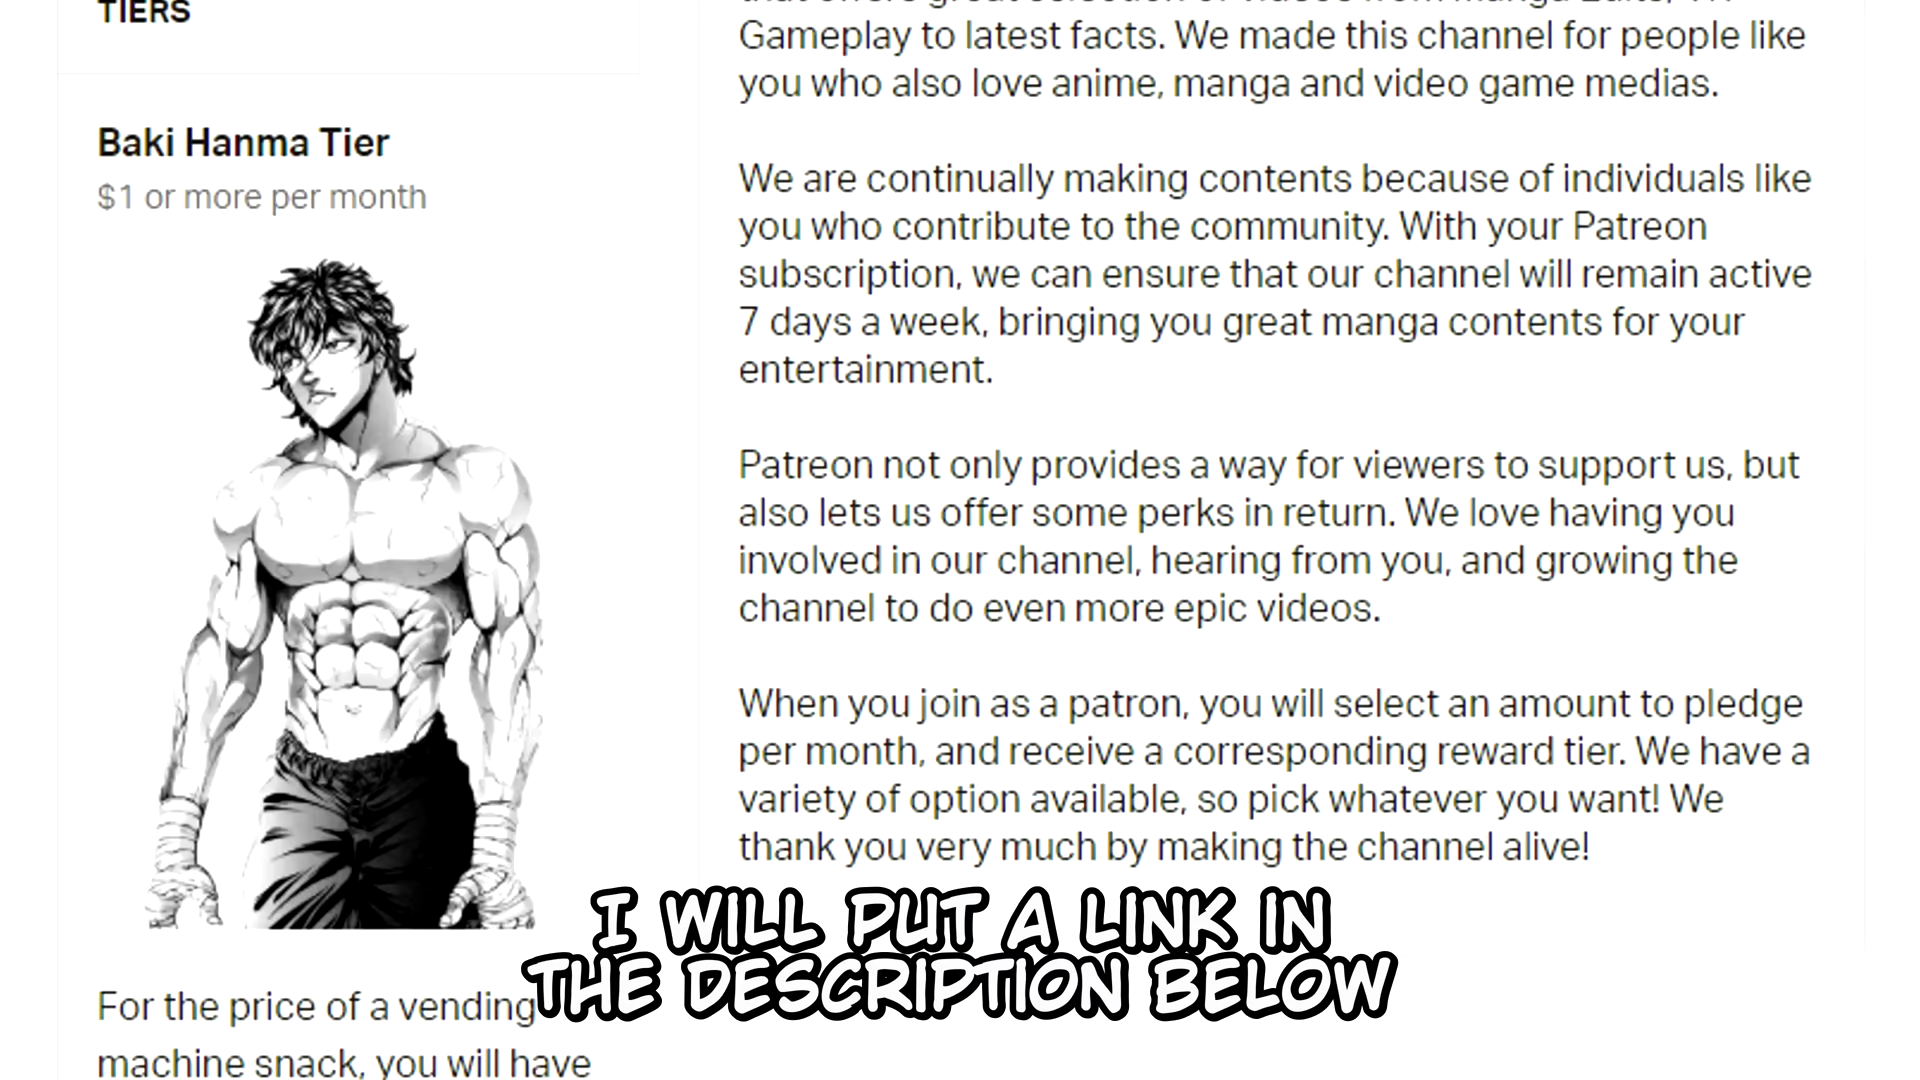 TIERS
Baki Hanma Tier
$1 or more per month
For the price of a vending
machine snack, you will have
Gameplay to latest facts. We made this channel for people like
you who also love anime, manga and video game medias.
We are continually making contents because of individuals like
you who contribute to the community. With your Patreon
subscription, we can ensure that our channel will remain active
7 days a week, bringing you great manga contents for your
entertainment.
Patreon not only provides a way for viewers to support us, but
also lets us offer some perks in return. We love having you
involved in our channel, hearing from you, and growing the
channel to do even more epic videos.
When you join as a patron, you will select an amount to pledge
per month, and receive a corresponding reward tier. We have a
variety of option available, so pick whatever you want! We
thank you very much by making the channel alive!
I WILL PUT A LINK IN
THE DESCRIPTION BELOW